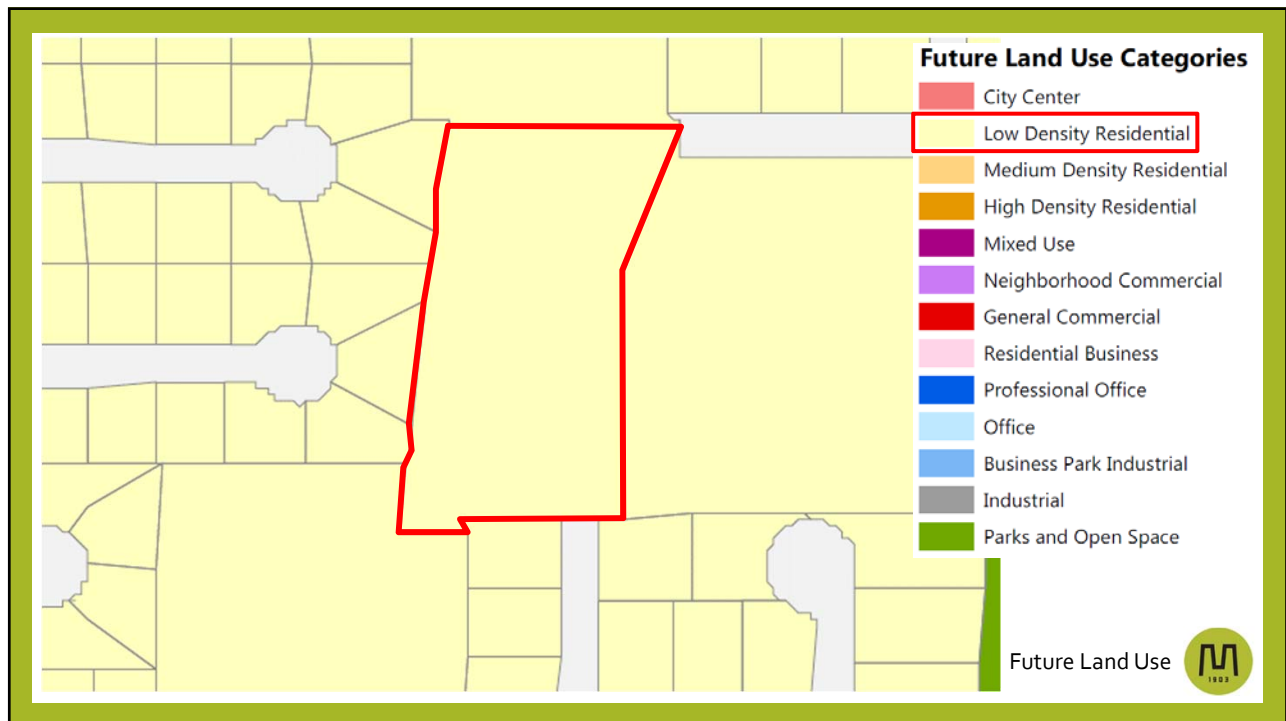 Future Land Use Categories
City Center
Low Density Residential
Medium Density Residential
High Density Residential
Mixed Use
Neighborhood Commercial
General Commercial
Residential Business
Professional Office
Office
Business Park Industrial
Industrial
Parks and Open Space
Future Land Use
M
1903